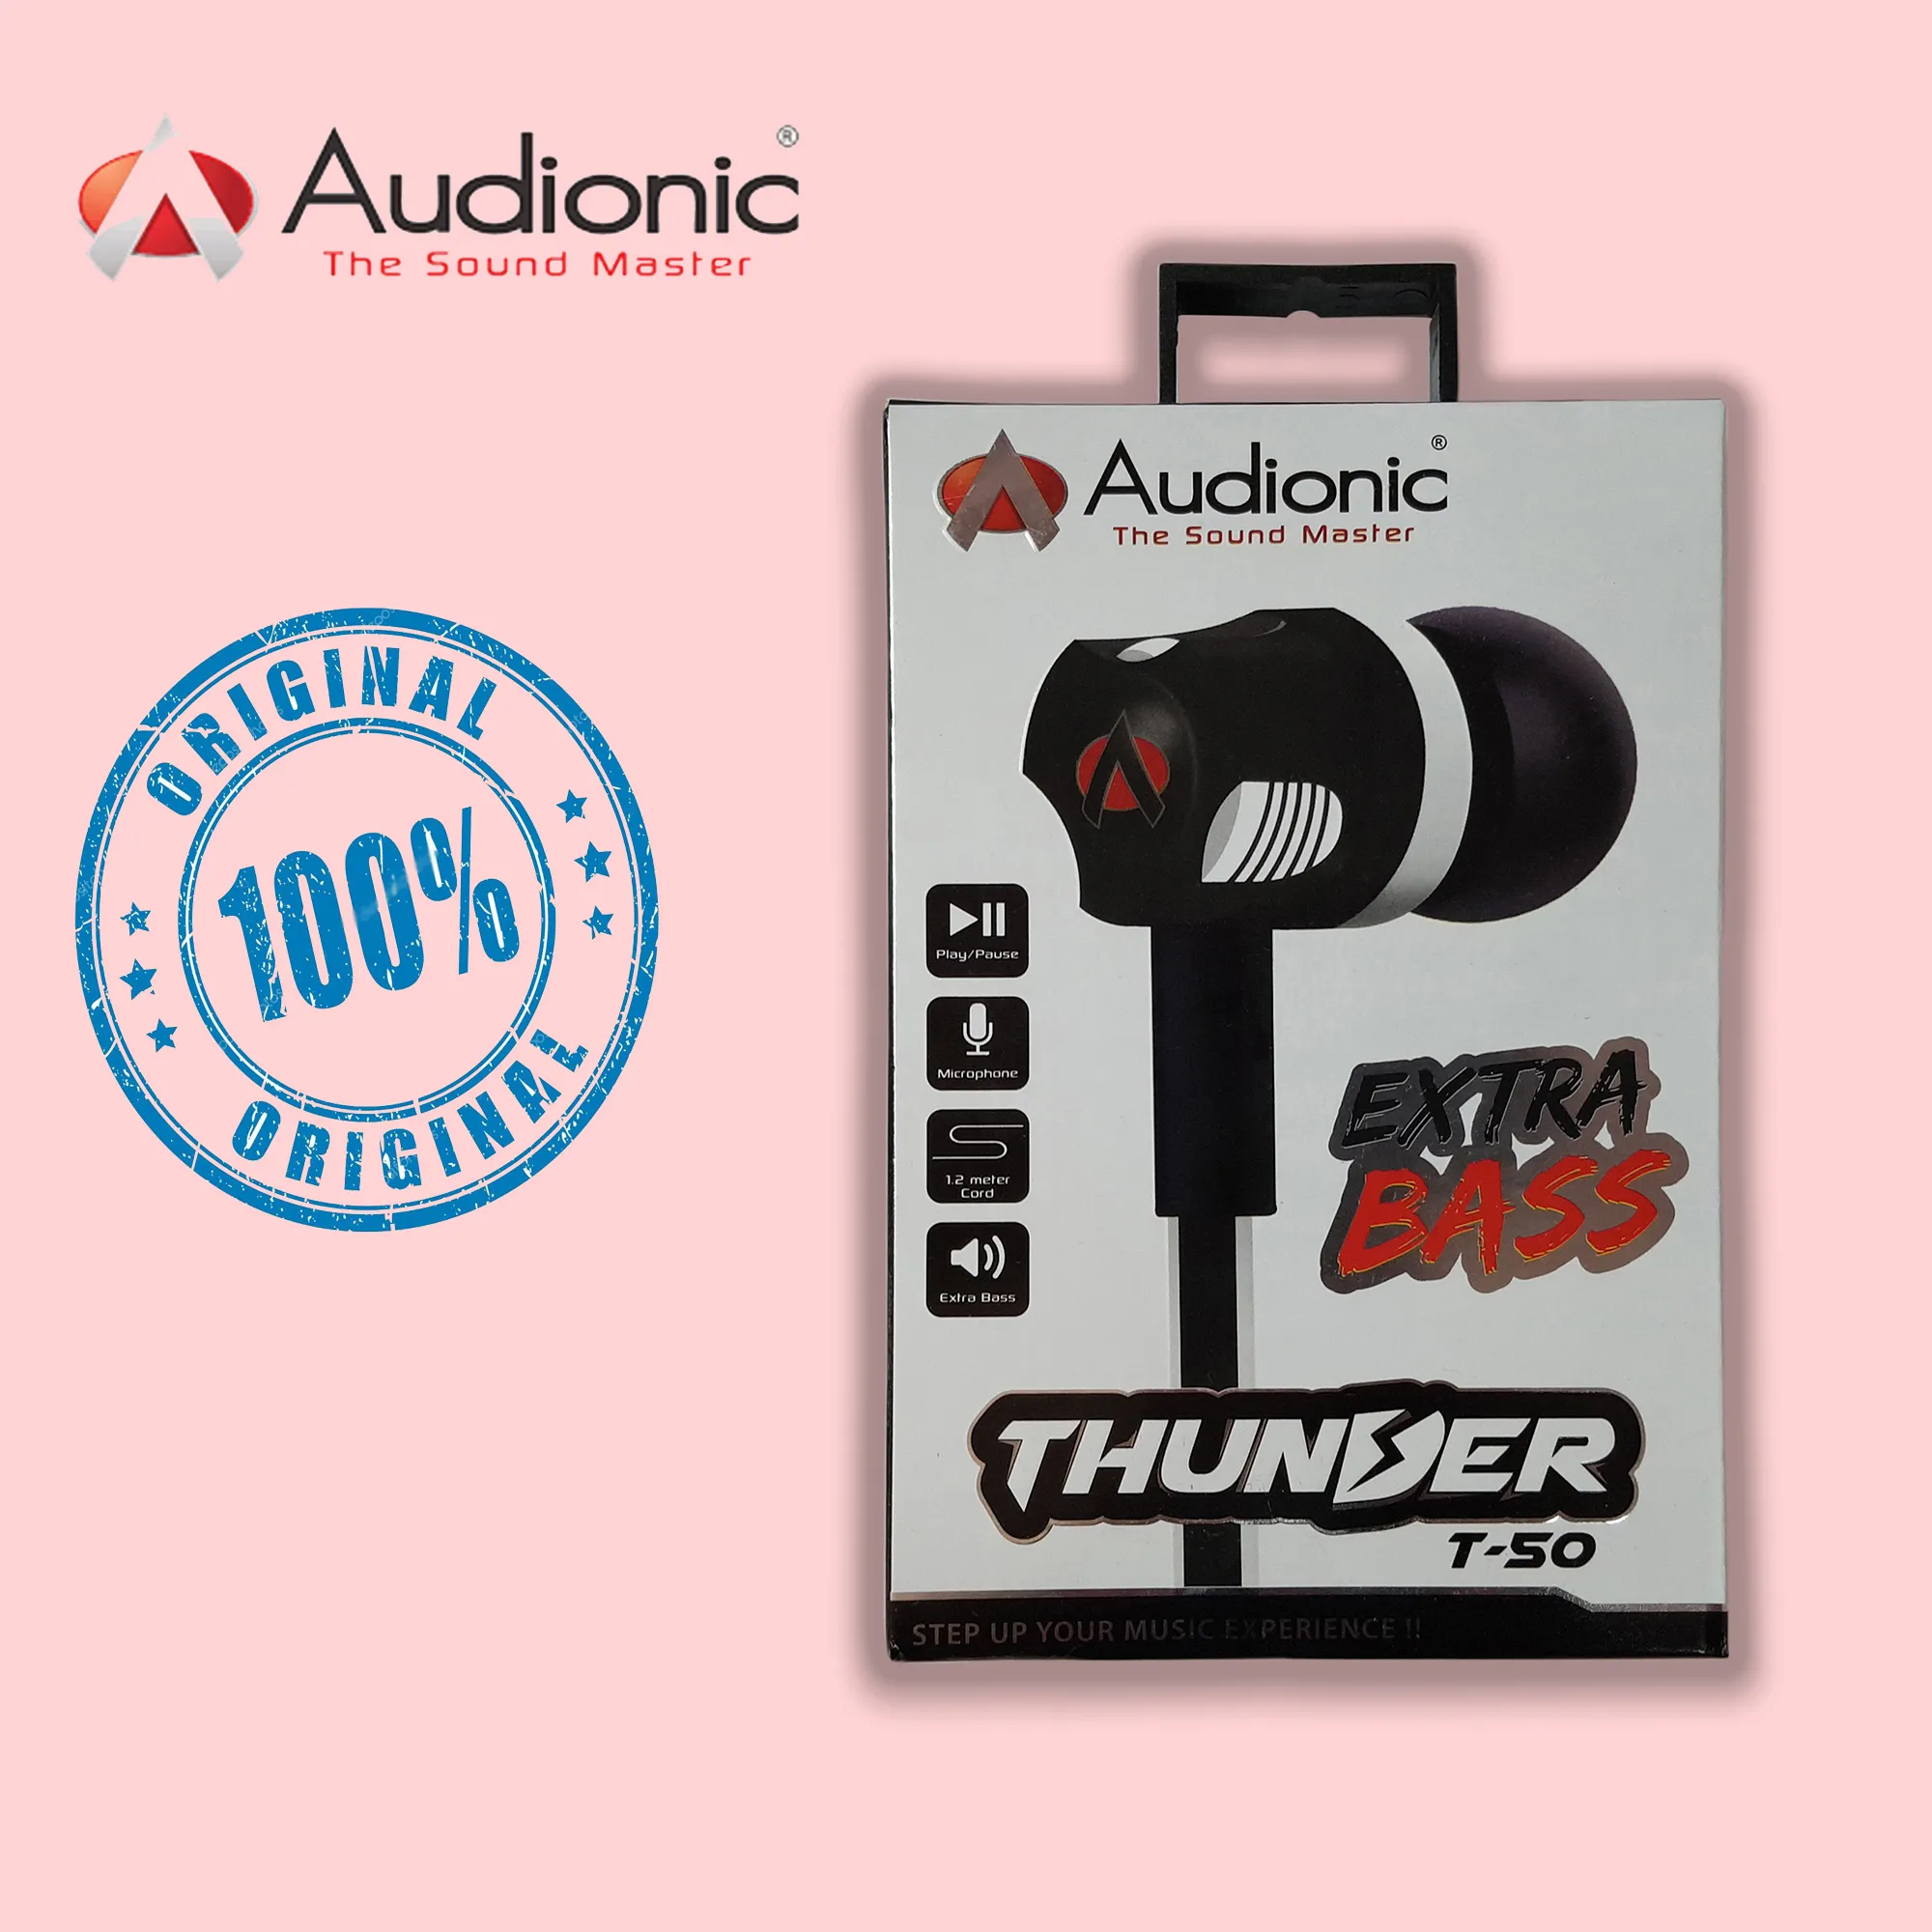 Audionic®
The Sound Master
ORIGINAL
100%
ORIGINAL
Audionic®
The Sound Master
Play/Pause
Microphone
1.2 meter
Cord
Extra Bass
EXTRA
BASS
THUNDER
T-50
STEP UP YOUR MUSIC EXPERIENCE !!